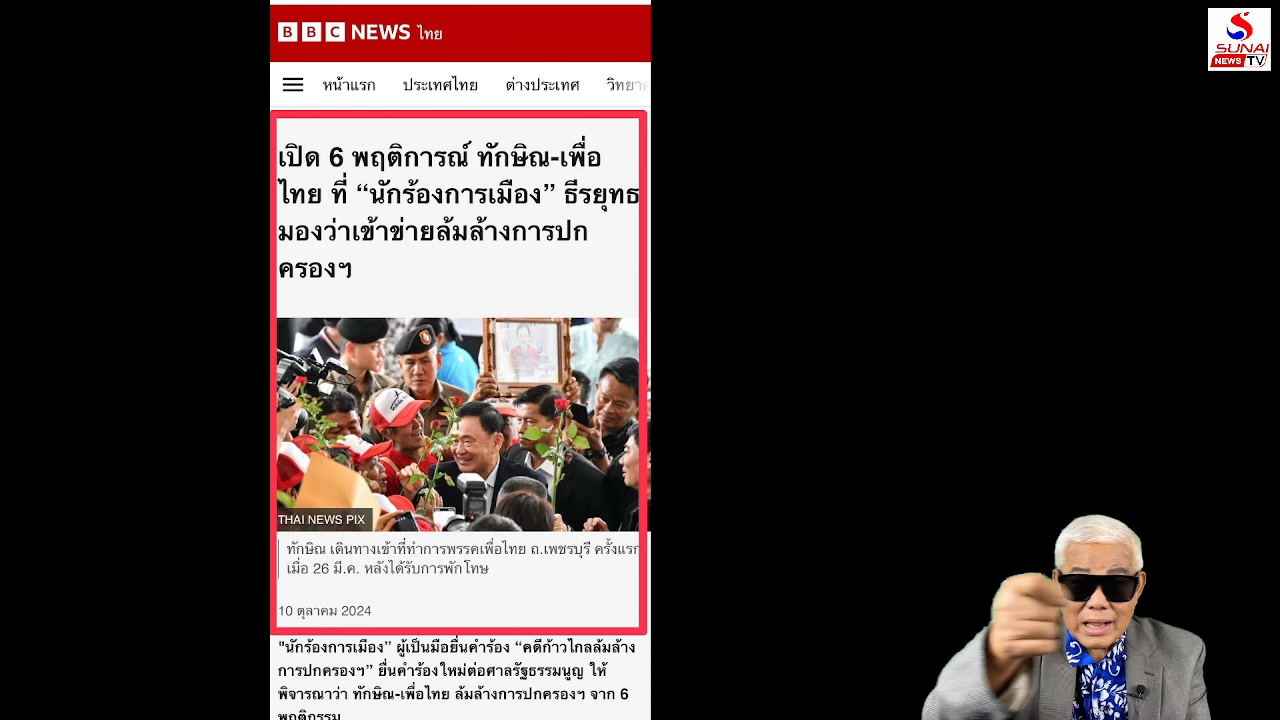 BBC NEWS ไทย
SUNAI
NEWS TV
หน้าแรก ประเทศไทย ต่างประเทศ วิทยา
เปิด 6 พฤติการณ์ ทักษิณ-เพื่อ
ไทย ที่ “นักร้องการเมือง” ธีรยุทธ
มองว่าเข้าข่ายล้มล้างการปก
ครองฯ
THAI NEWS PIX
ทักษิณ เดินทางเข้าที่ทำการพรรคเพื่อไทย ถ.เพชรบุรี ครั้งแรก
เมื่อ 26 มี.ค. หลังได้รับการพักโทษ
10 ตุลาคม 2024
"นักร้องการเมือง” ผู้เป็นมือยื่นคำร้อง “คดีก้าวไกลล้มล้าง
การปกครองฯ” ยื่นคำร้องใหม่ต่อศาลรัฐธรรมนูญ ให้
พิจารณาว่า ทักษิณ-เพื่อไทย ล้มล้างการปกครองฯ จาก 6
พฤติกรรม